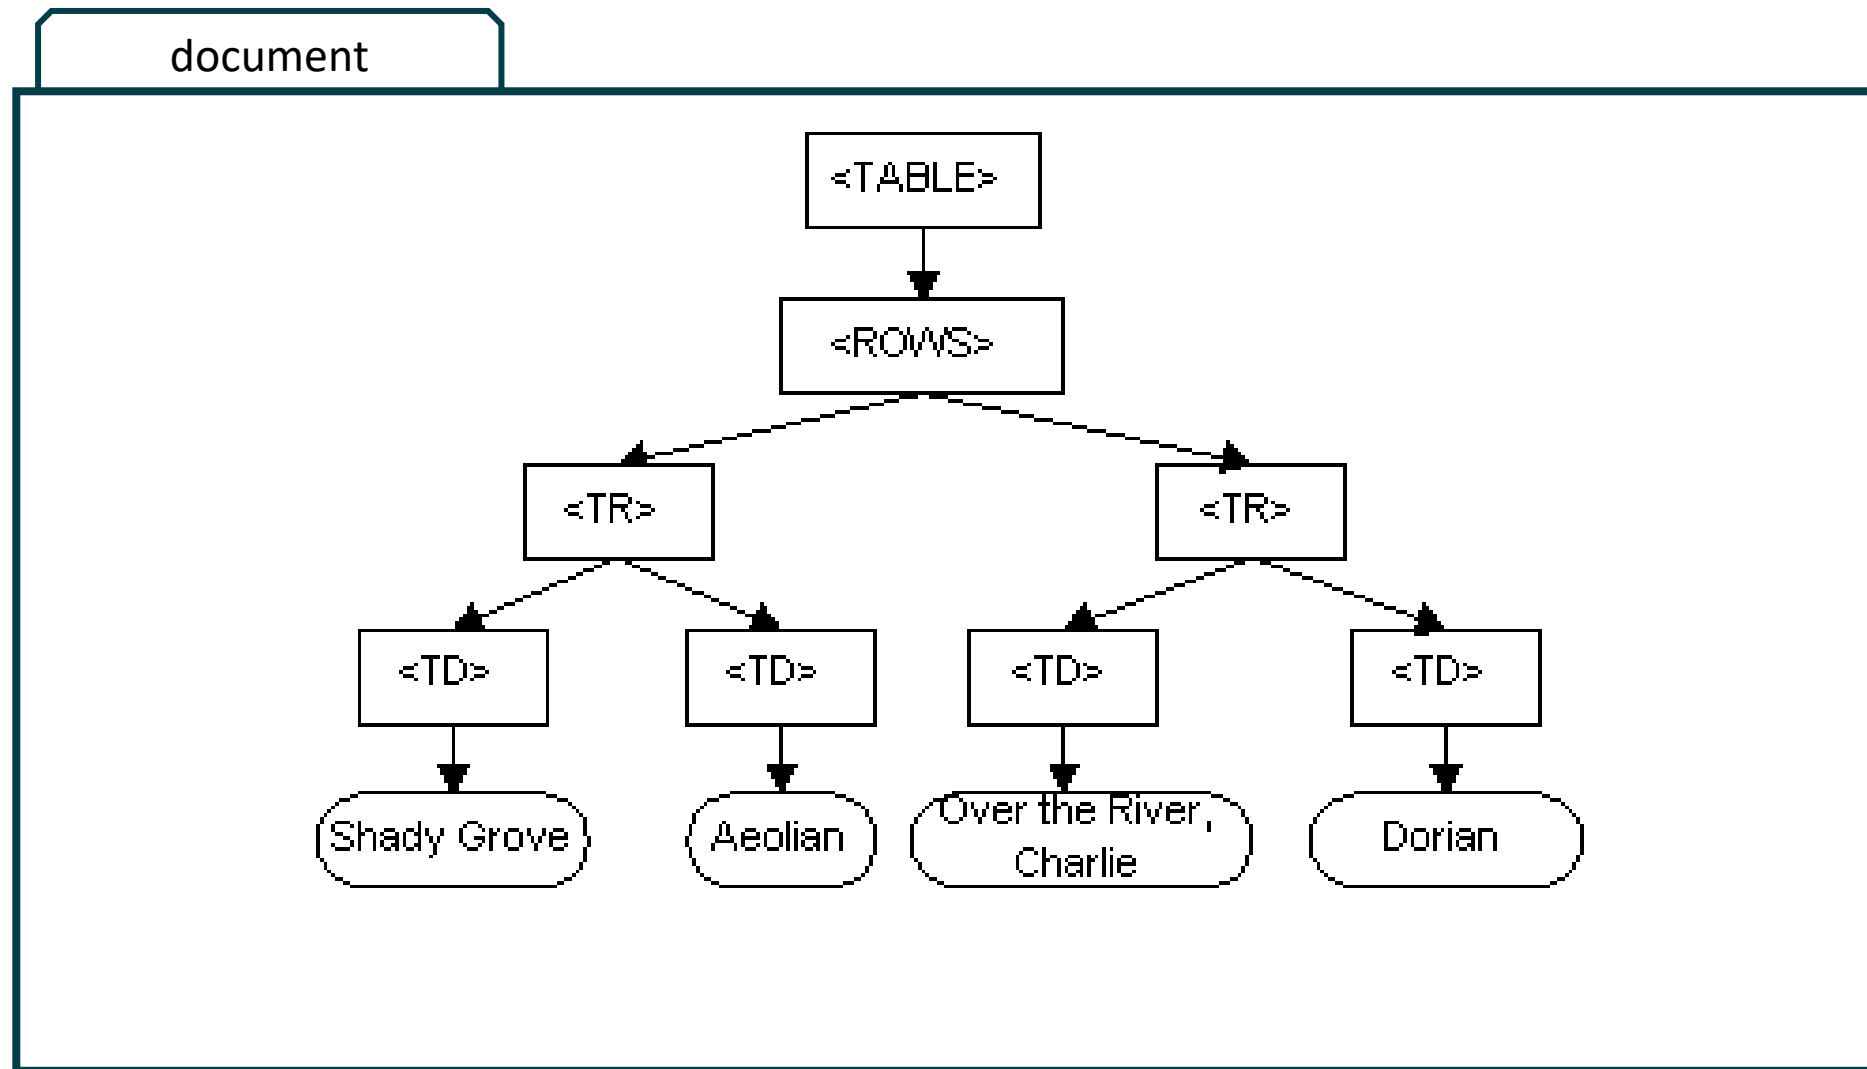 document
<TABLE>
<ROWS>
<TR> <TR>
<TD> <TD> <TD> <TD>
Shady Grove Aeolian Over the River, Charlie Dorian